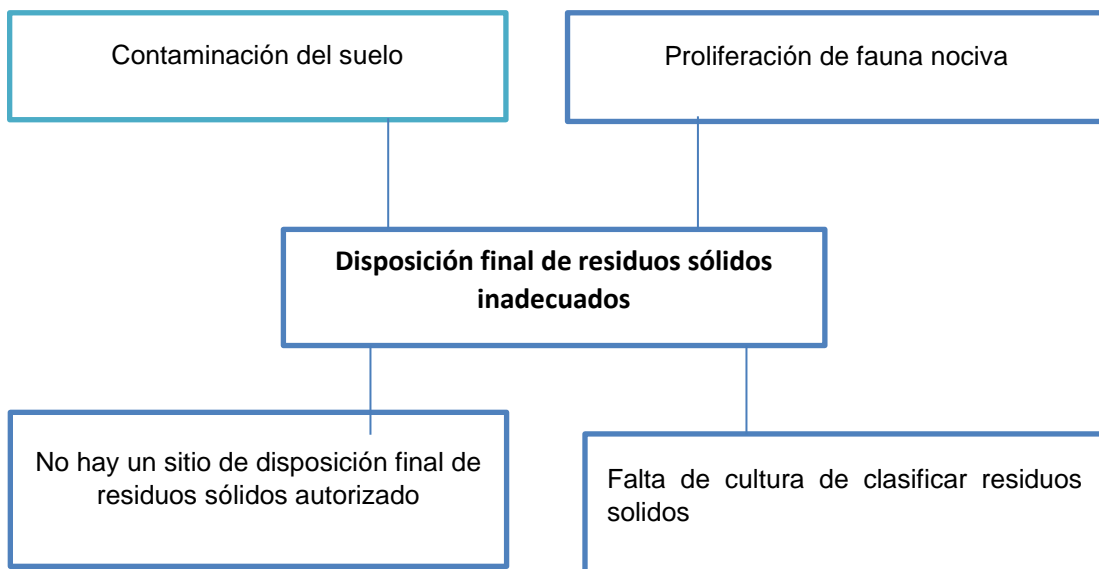 Contaminación del suelo
Proliferación de fauna nociva
Disposición final de residuos sólidos
inadecuados
No hay un sitio de disposición final de
residuos sólidos autorizado
Falta de cultura de clasificar residuos
solidos